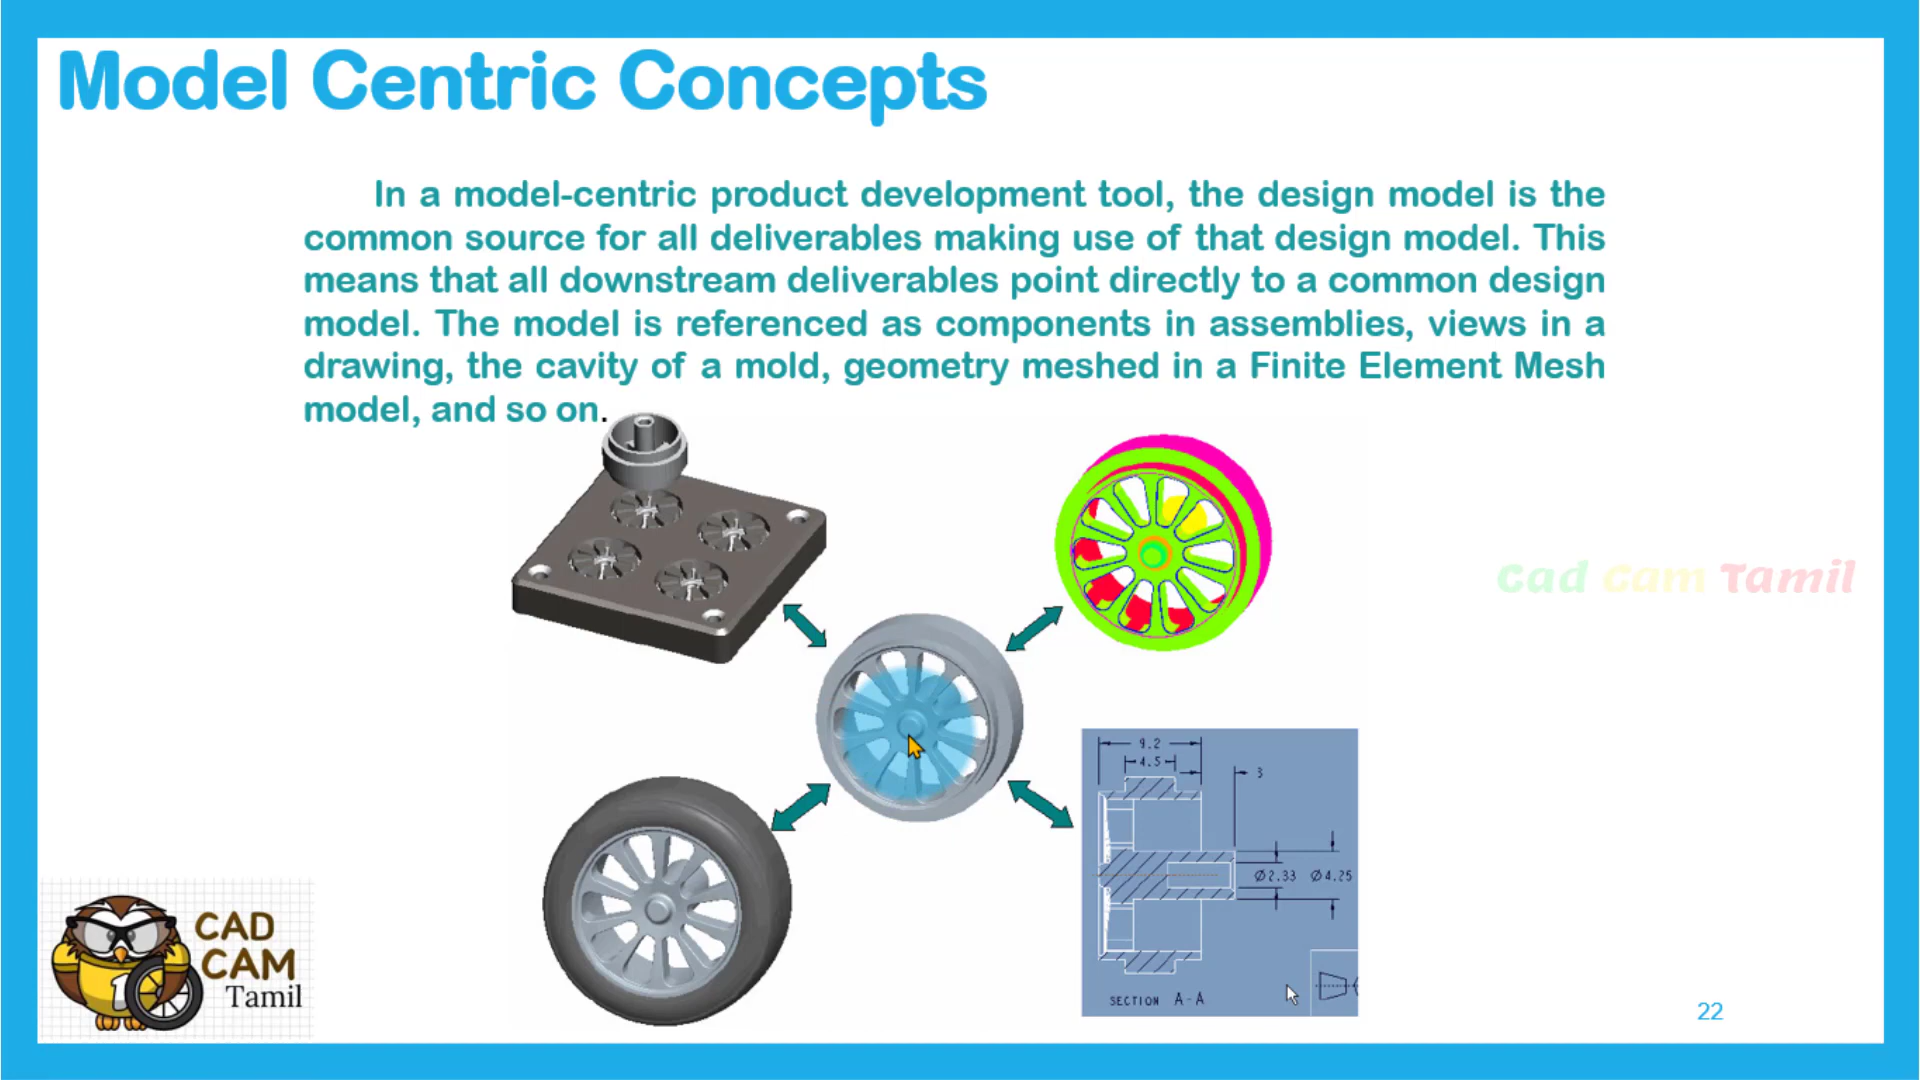 Model Centric Concepts
In a model-centric product development tool, the design model is the
common source for all deliverables making use of that design model. This
means that all downstream deliverables point directly to a common design
model. The model is referenced as components in assemblies, views in a
drawing, the cavity of a mold, geometry meshed in a Finite Element Mesh
model, and so on.
Cad Cam Tamil
9.2
4.5
3
Ø2.33 Ø4.25
SECTION A-A
CAD
CAM
Tamil
1
22